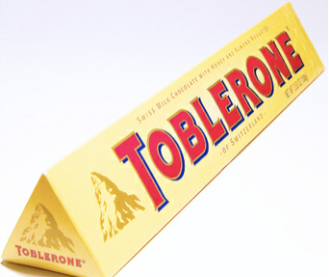 SWISS MILK CHOCOLATE WITH HONEY AND ALMOND NOUGAT
TOBLERONE
OF SWITZERLAND
TOBLERONE